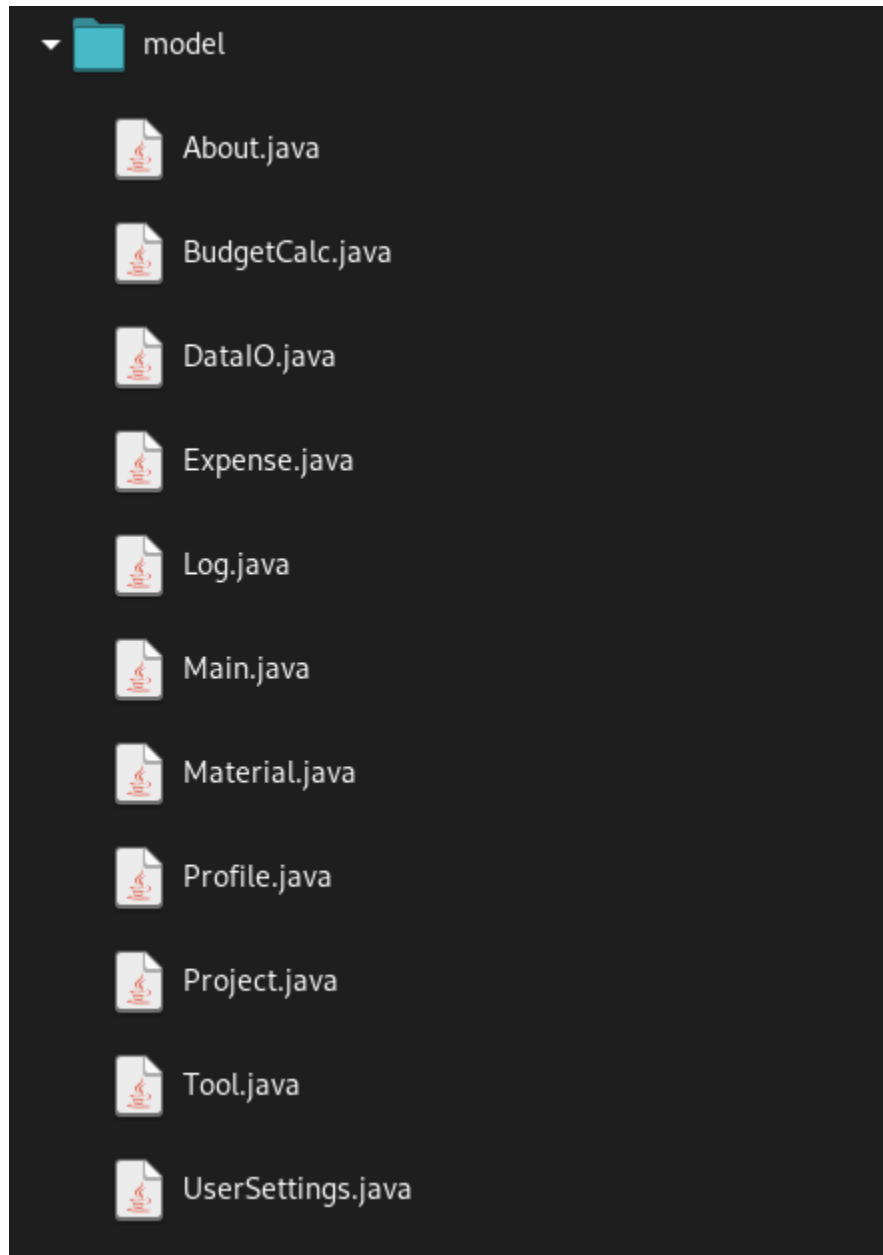 model
About.java
BudgetCalc.java
DataIO.java
Expense.java
Log.java
Main.java
Material.java
Profile.java
Project.java
Tool.java
UserSettings.java